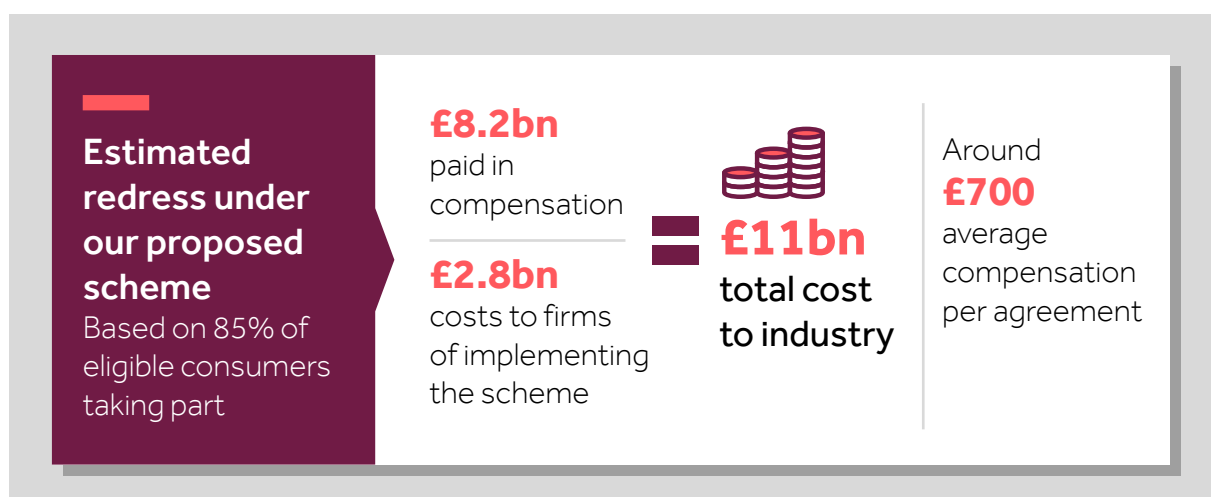 Estimated
redress under
our proposed
scheme
Based on 85% of
eligible consumers
taking part
£8.2bn
paid in
compensation
£2.8bn
costs to firms
of implementing
the scheme
=
£11bn
total cost
to industry
Around
£700
average
compensation
per agreement